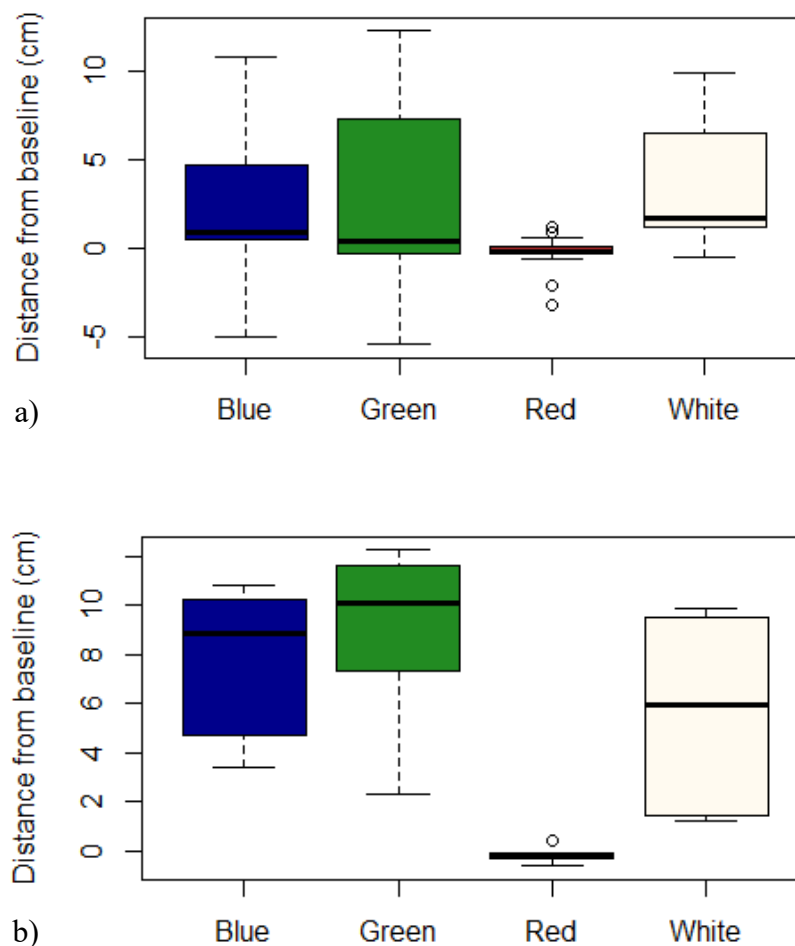 Distance from baseline (cm)
10
5
0
-5
Blue Green Red White
a)
Distance from baseline (cm)
10
8
6
4
2
0
Blue Green Red White
b)